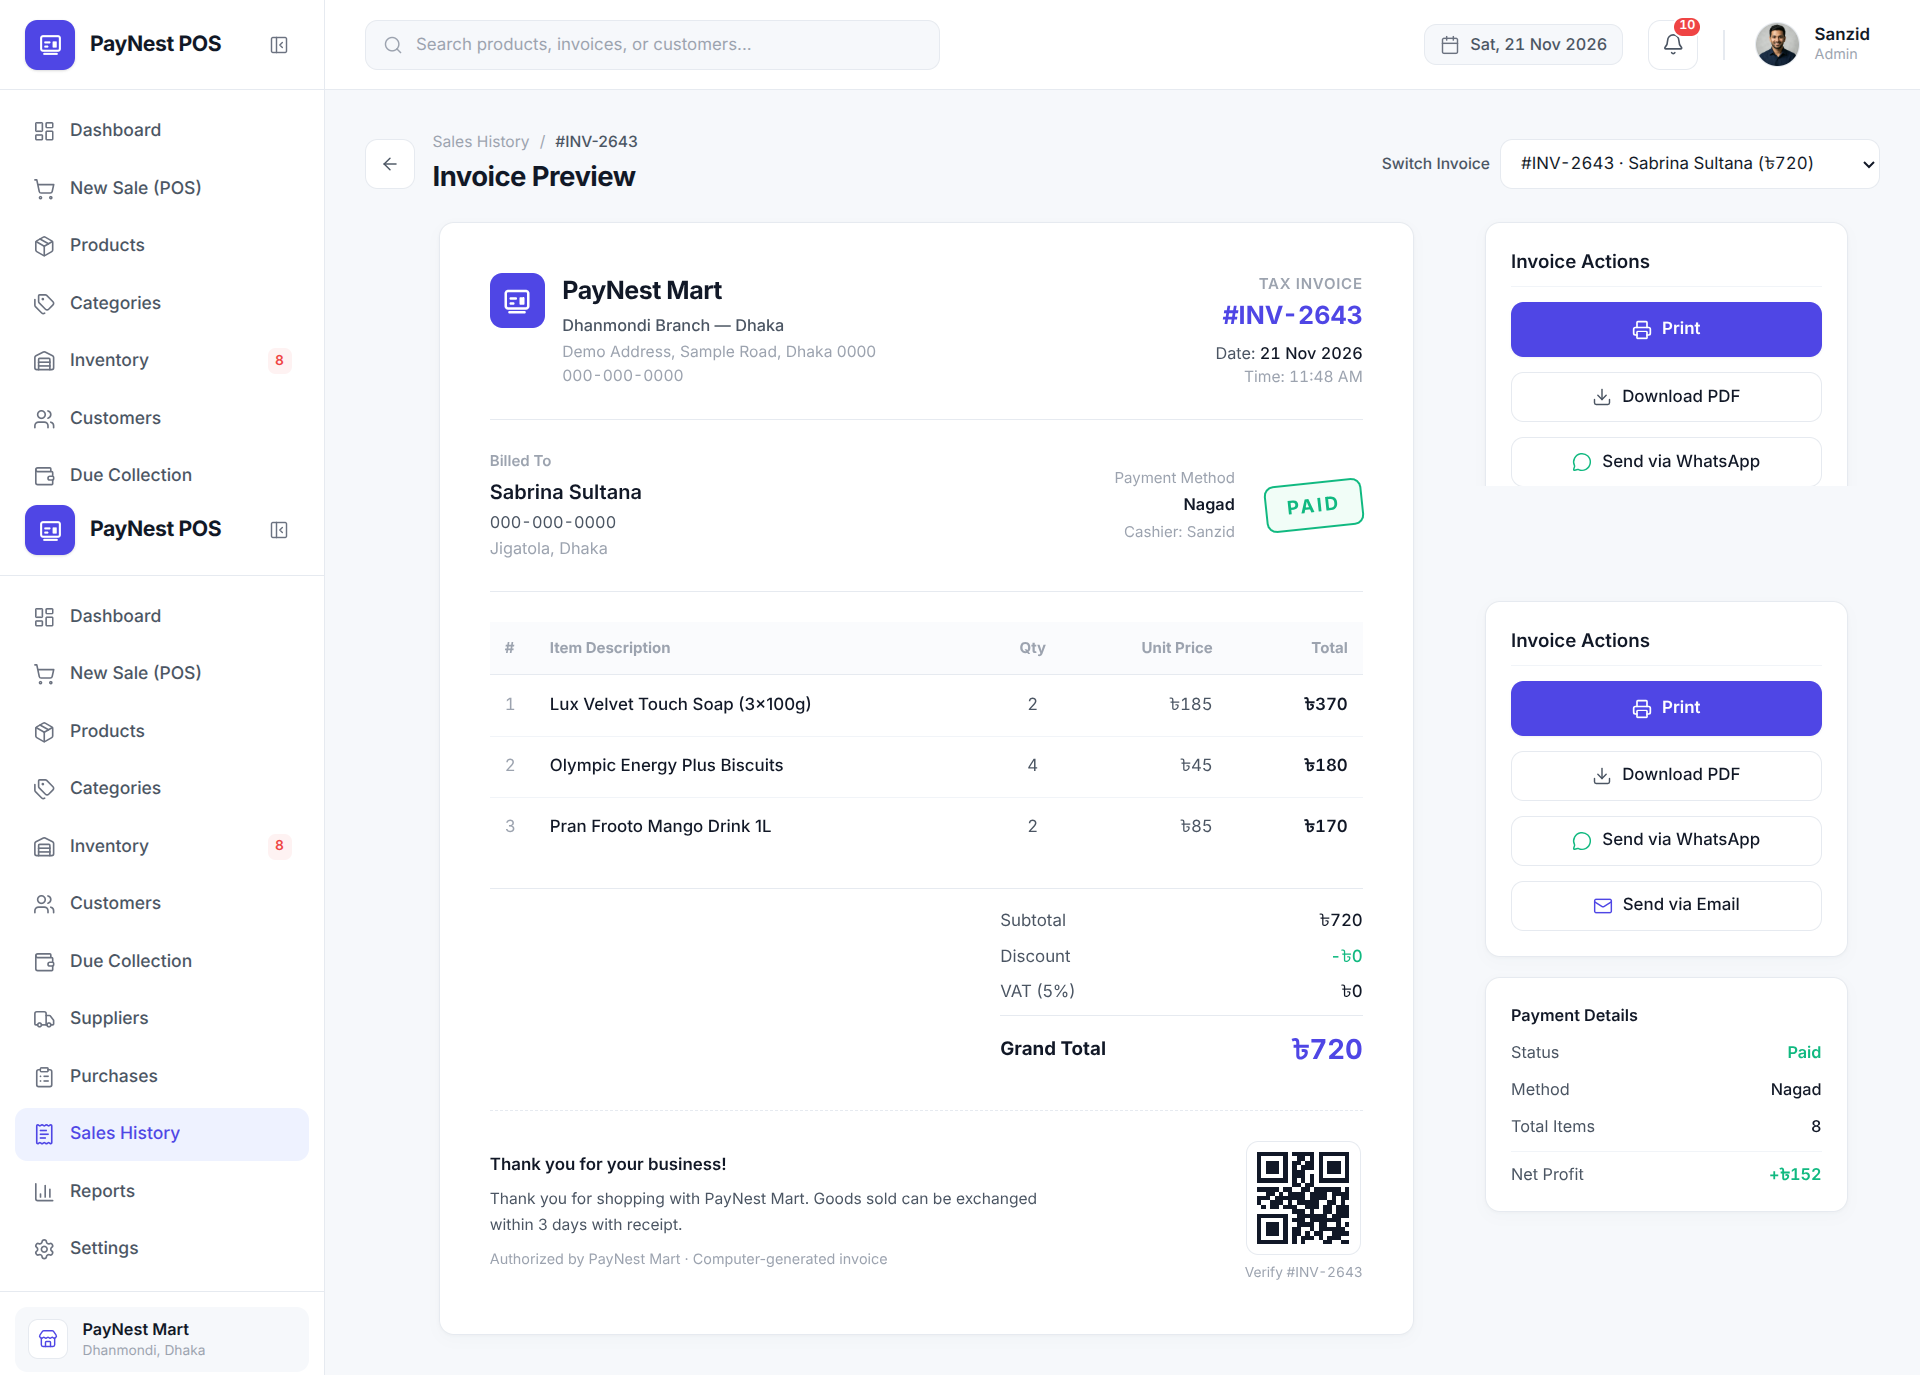 PayNest POS
Search products, invoices, or customers...
Sat, 21 Nov 2026
10
Sanzid
Admin
Dashboard
New Sale (POS)
Products
Categories
Inventory
8
Customers
Due Collection
PayNest POS
Dashboard
New Sale (POS)
Products
Categories
Inventory
8
Customers
Due Collection
Suppliers
Purchases
Sales History
Reports
Settings
PayNest Mart
Dhanmondi, Dhaka
Sales History / #INV-2643
Invoice Preview
Switch Invoice
#INV-2643 · Sabrina Sultana (৳720)
PayNest Mart
Dhanmondi Branch — Dhaka
Demo Address, Sample Road, Dhaka 0000
000-000-0000
TAX INVOICE
#INV-2643
Date: 21 Nov 2026
Time: 11:48 AM
Billed To
Sabrina Sultana
000-000-0000
Jigatola, Dhaka
Payment Method
Nagad
Cashier: Sanzid
PAID
# Item Description Qty Unit Price Total
1 Lux Velvet Touch Soap (3×100g) 2 ৳185 ৳370
2 Olympic Energy Plus Biscuits 4 ৳45 ৳180
3 Pran Frooto Mango Drink 1L 2 ৳85 ৳170
Subtotal ৳720
Discount -৳0
VAT (5%) ৳0
Grand Total ৳720
Thank you for your business!
Thank you for shopping with PayNest Mart. Goods sold can be exchanged
within 3 days with receipt.
Authorized by PayNest Mart · Computer-generated invoice
Verify #INV-2643
Invoice Actions
Print
Download PDF
Send via WhatsApp
Invoice Actions
Print
Download PDF
Send via WhatsApp
Send via Email
Payment Details
Status Paid
Method Nagad
Total Items 8
Net Profit +৳152